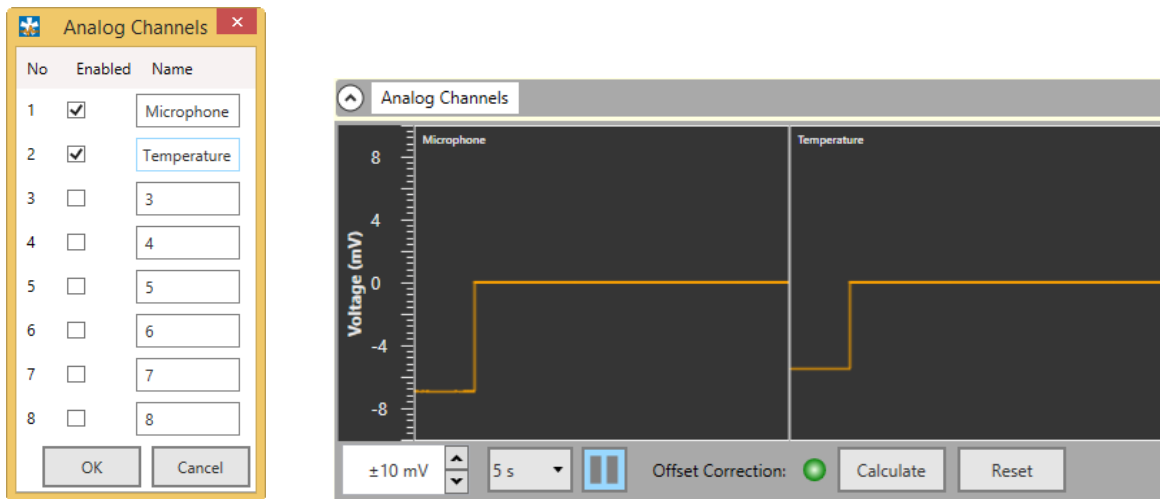 Analog Channels
No Enabled Name
1 Microphone
2 Temperature
3 3
4 4
5 5
6 6
7 7
8 8
OK Cancel
Analog Channels
Voltage (mV)
8
4
0
-4
-8
Microphone
Temperature
±10 mV 5 s Offset Correction: Calculate Reset